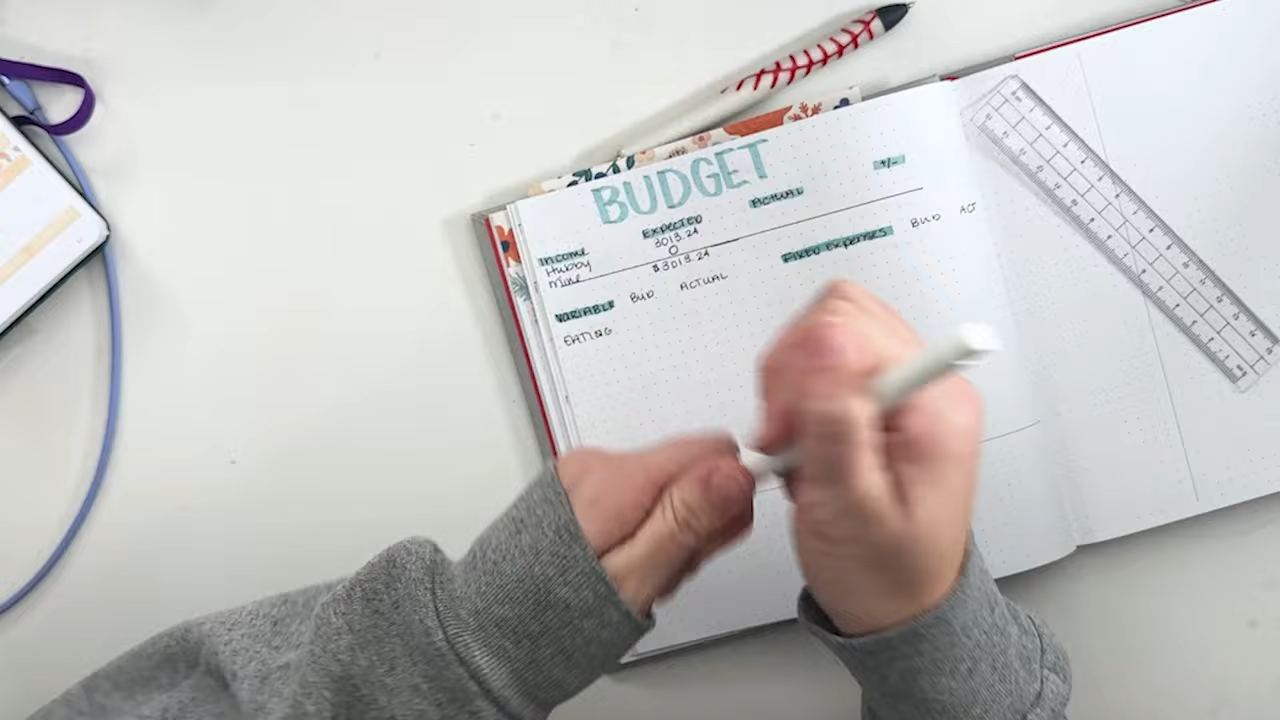 BUDGET
EXPECTED ACTUAL +/-
INCOME
Hubby 3013.24
Mine 0
$3013.24
VARIABLE BUD ACTUAL
FIXED EXPENSES BUD ACT
EATING